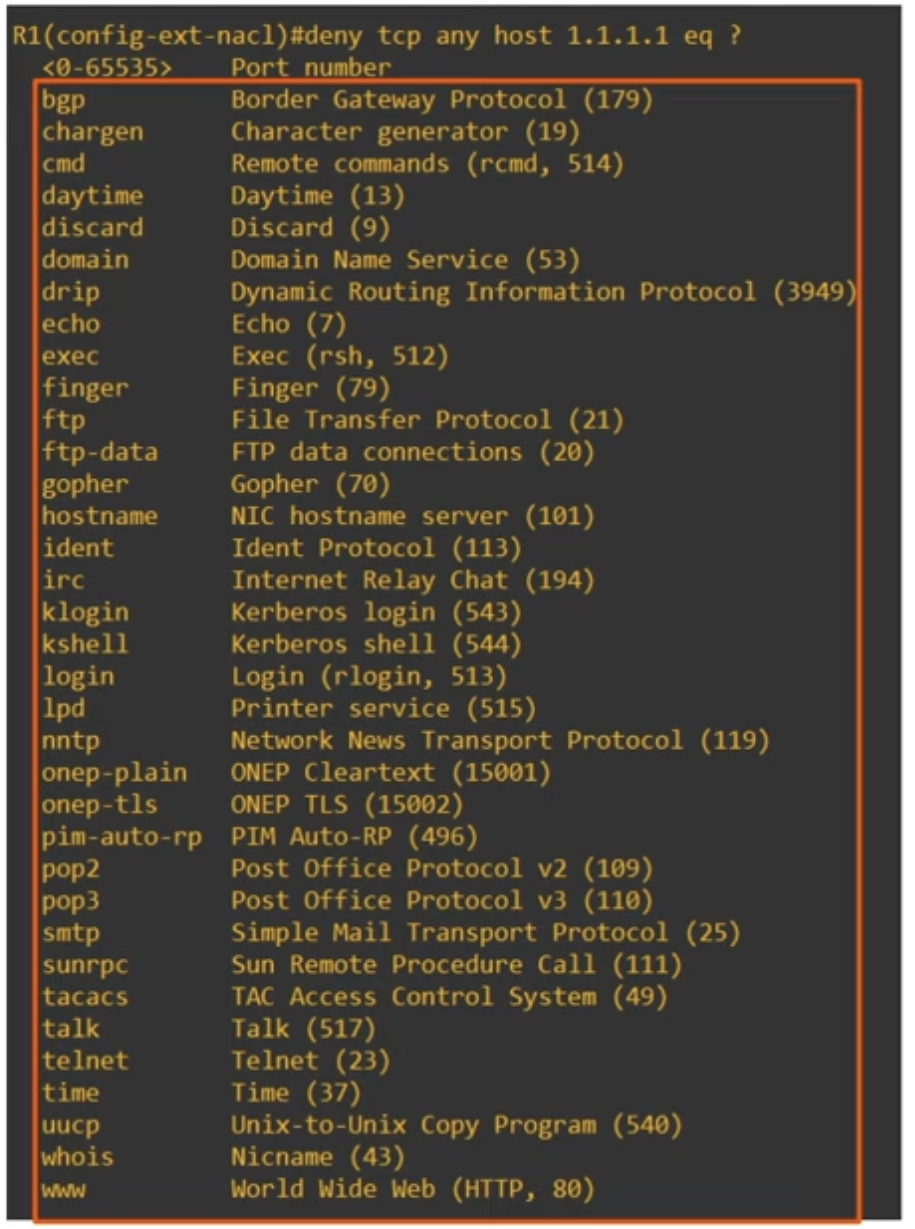 R1(config-ext-nacl)#deny tcp any host 1.1.1.1 eq ?
<0-65535> Port number
bgp Border Gateway Protocol (179)
chargen Character generator (19)
cmd Remote commands (rcmd, 514)
daytime Daytime (13)
discard Discard (9)
domain Domain Name Service (53)
drip Dynamic Routing Information Protocol (3949)
echo Echo (7)
exec Exec (rsh, 512)
finger Finger (79)
ftp File Transfer Protocol (21)
ftp-data FTP data connections (20)
gopher Gopher (70)
hostname NIC hostname server (101)
ident Ident Protocol (113)
irc Internet Relay Chat (194)
klogin Kerberos login (543)
kshell Kerberos shell (544)
login Login (rlogin, 513)
lpd Printer service (515)
nntp Network News Transport Protocol (119)
onep-plain ONEP Cleartext (15001)
onep-tls ONEP TLS (15002)
pim-auto-rp PIM Auto-RP (496)
pop2 Post Office Protocol v2 (109)
pop3 Post Office Protocol v3 (110)
smtp Simple Mail Transport Protocol (25)
sunrpc Sun Remote Procedure Call (111)
tacacs TAC Access Control System (49)
talk Talk (517)
telnet Telnet (23)
time Time (37)
uucp Unix-to-Unix Copy Program (540)
whois Nicname (43)
www World Wide Web (HTTP, 80)